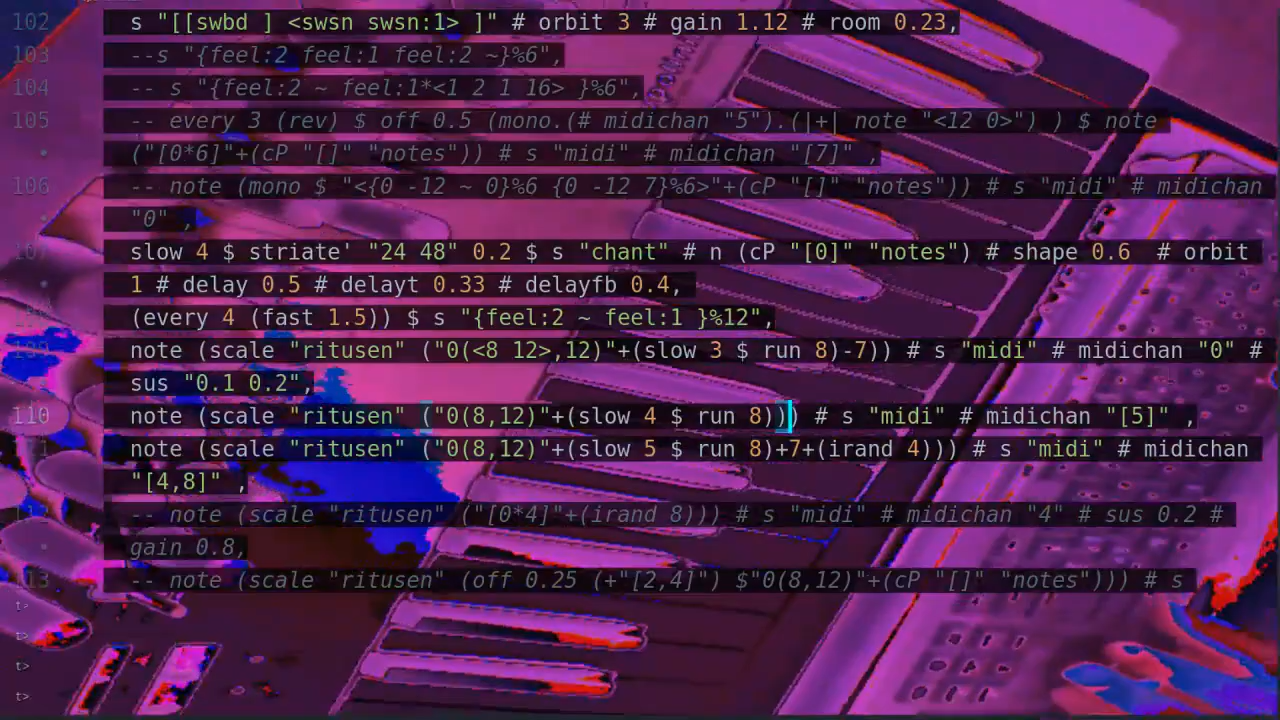 102 s "[[swbd ] <swsn swsn:1> ]" # orbit 3 # gain 1.12 # room 0.23,
103 --s "{feel:2 feel:1 feel:2 ~}%6",
104 -- s "{feel:2 ~ feel:1*<1 2 1 16> }%6",
105 -- every 3 (rev) $ off 0.5 (mono.(# midichan "5").(|+| note "<12 0>") ) $ note
• ("[0*6]"+(cP "[]" "notes")) # s "midi" # midichan "[7]" ,
106 -- note (mono $ "<{0 -12 ~ 0}%6 {0 -12 7}%6>"+(cP "[]" "notes")) # s "midi" # midichan
• "0" ,
107 slow 4 $ striate' "24 48" 0.2 $ s "chant" # n (cP "[0]" "notes") # shape 0.6  # orbit
• 1 # delay 0.5 # delayt 0.33 # delayfb 0.4,
108 (every 4 (fast 1.5)) $ s "{feel:2 ~ feel:1 }%12",
109 note (scale "ritusen" ("0(<8 12>,12)"+(slow 3 $ run 8)-7)) # s "midi" # midichan "0" #
• sus "0.1 0.2",
110 note (scale "ritusen" ("0(8,12)"+(slow 4 $ run 8))) # s "midi" # midichan "[5]" ,
111 note (scale "ritusen" ("0(8,12)"+(slow 5 $ run 8)+7+(irand 4))) # s "midi" # midichan
• "[4,8]" ,
112 -- note (scale "ritusen" ("[0*4]"+(irand 8))) # s "midi" # midichan "4" # sus 0.2 #
• gain 0.8,
113 -- note (scale "ritusen" (off 0.25 (+"[2,4]") $"0(8,12)"+(cP "[]" "notes"))) # s
t>
t>
t>
t>